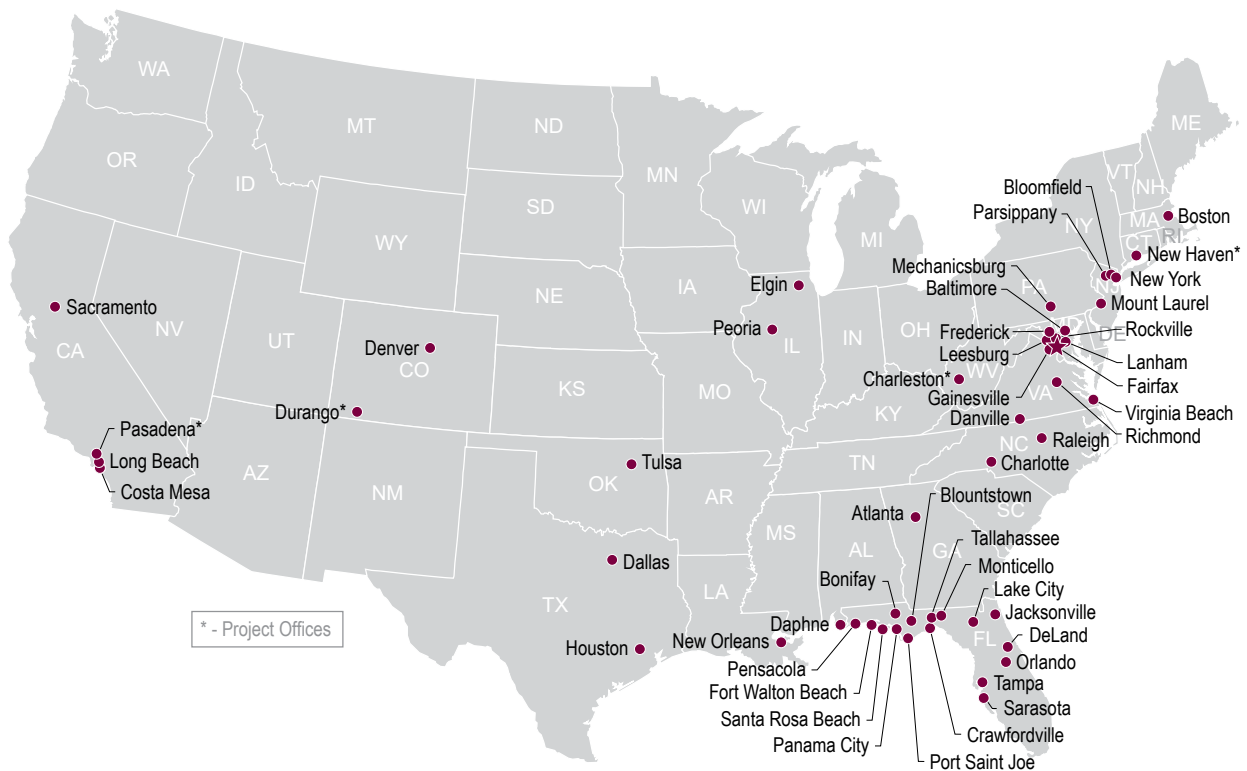 WA
MT
ND
MN
ME
OR
ID
SD
WI
VT
NH
Bloomfield
Parsippany
NY
MA
Boston
WY
MI
CT
RI
New Haven*
Mechanicsburg
PA
New York
Baltimore
NJ
Elgin
IA
NE
Sacramento
Mount Laurel
NV
Peoria
IL
IN
OH
Frederick
MD
DE
Rockville
CA
UT
Denver
CO
Leesburg
Lanham
WV
Charleston*
Fairfax
KS
MO
Gainesville
VA
Durango*
KY
Danville
Virginia Beach
Pasadena*
NC
Raleigh
Richmond
Long Beach
Tulsa
TN
Charlotte
Costa Mesa
AZ
NM
OK
AR
Blountstown
SC
Atlanta
MS
AL
GA
Tallahassee
Dallas
Monticello
Bonifay
Lake City
LA
TX
Jacksonville
* - Project Offices
Daphne
FL
DeLand
Houston
New Orleans
Orlando
Pensacola
Tampa
Fort Walton Beach
Sarasota
Santa Rosa Beach
Crawfordville
Panama City
Port Saint Joe